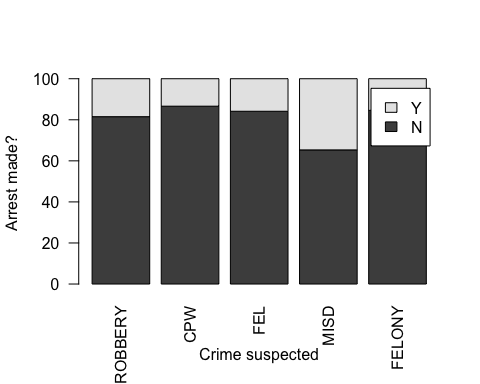 100
80
60
40
20
0
Arrest made?
Y
N
ROBBERY
CPW
FEL
MISD
FELONY
Crime suspected